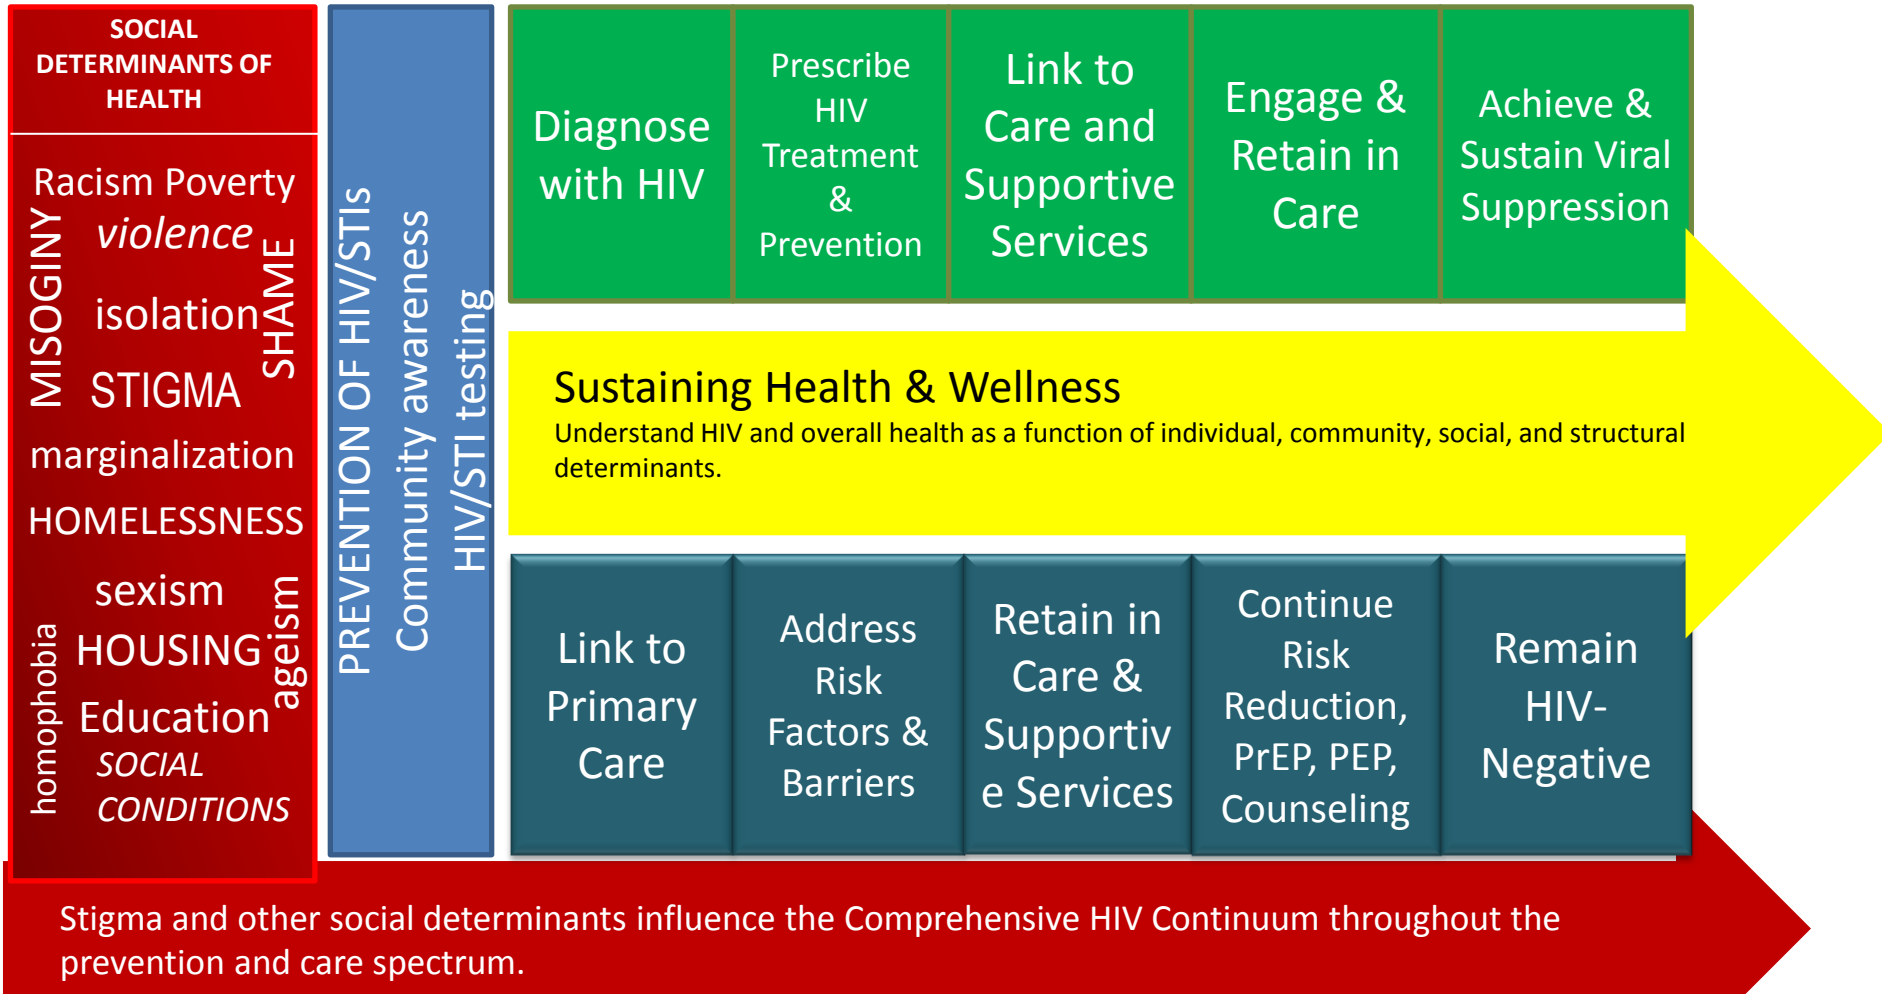 SOCIAL
DETERMINANTS OF
HEALTH
Racism Poverty
violence
MISOGINY
SHAME
isolation
STIGMA
marginalization
HOMELESSNESS
sexism
ageism
HOUSING
homophobia
Education
SOCIAL
CONDITIONS
PREVENTION OF HIV/STIs
Community awareness
HIV/STI testing
Diagnose
with HIV
Prescribe
HIV
Treatment
&
Prevention
Link to
Care and
Supportive
Services
Engage &
Retain in
Care
Achieve &
Sustain Viral
Suppression
Sustaining Health & Wellness
Understand HIV and overall health as a function of individual, community, social, and structural
determinants.
Link to
Primary
Care
Address
Risk
Factors &
Barriers
Retain in
Care &
Supportiv
e Services
Continue
Risk
Reduction,
PrEP, PEP,
Counseling
Remain
HIV-
Negative
Stigma and other social determinants influence the Comprehensive HIV Continuum throughout the
prevention and care spectrum.